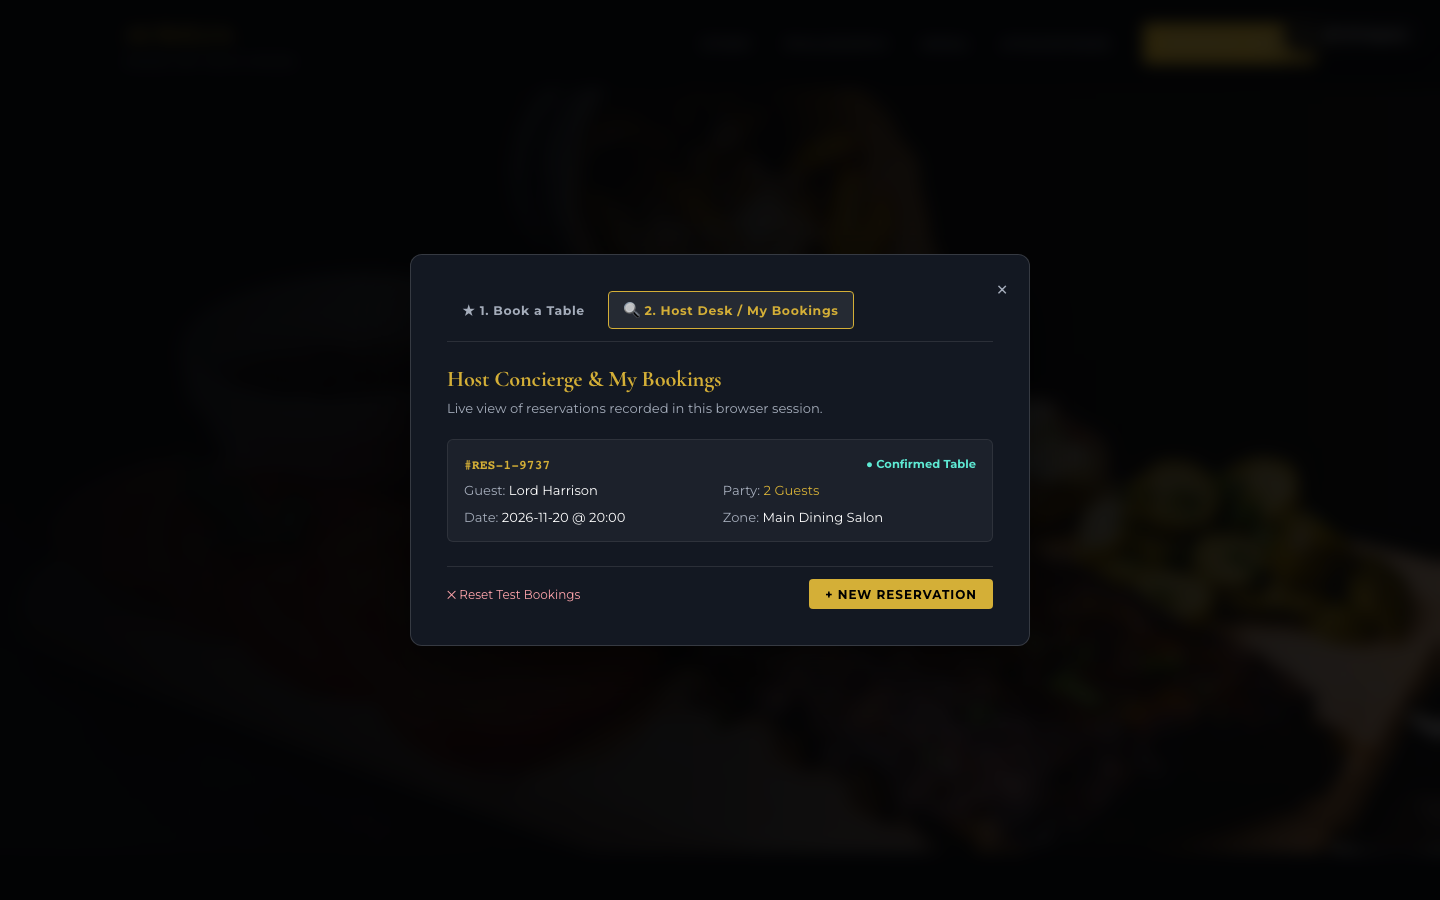 ×
★ 1. Book a Table
🔍 2. Host Desk / My Bookings
Host Concierge & My Bookings
Live view of reservations recorded in this browser session.
#RES-1-9737
● Confirmed Table
Guest: Lord Harrison
Party: 2 Guests
Date: 2026-11-20 @ 20:00
Zone: Main Dining Salon
✕ Reset Test Bookings
+ NEW RESERVATION